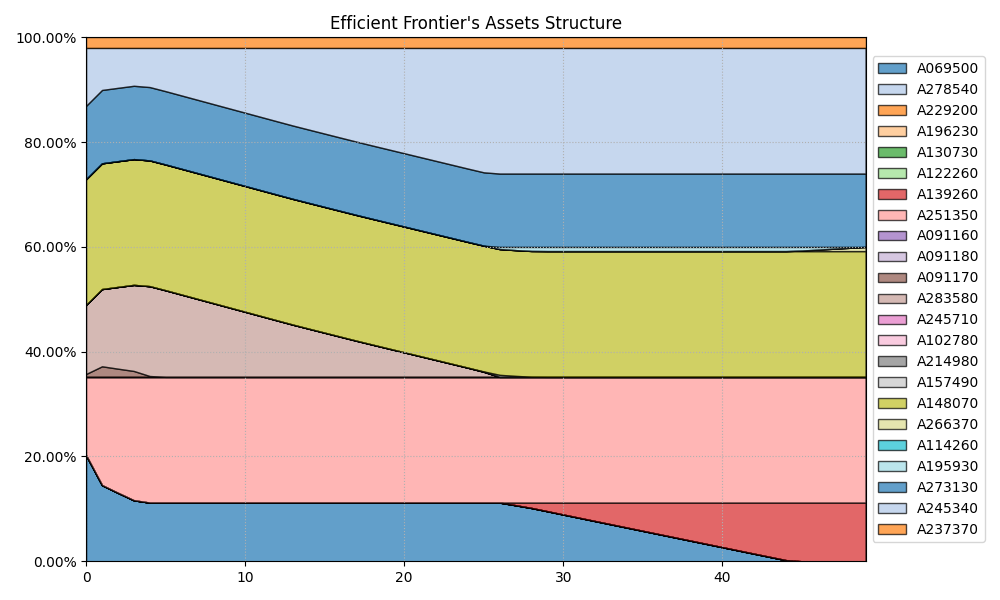 Efficient Frontier's Assets Structure
100.00%
80.00%
60.00%
40.00%
20.00%
0.00%
0
10
20
30
40
A069500
A278540
A229200
A196230
A130730
A122260
A139260
A251350
A091160
A091180
A091170
A283580
A245710
A102780
A214980
A157490
A148070
A266370
A114260
A195930
A273130
A245340
A237370